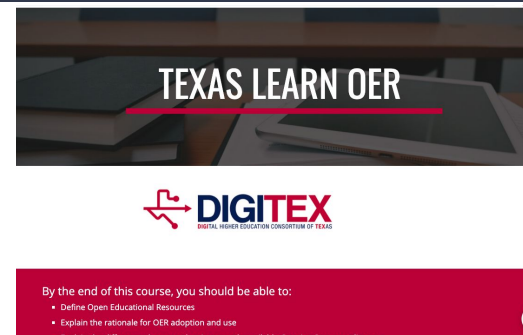 TEXAS LEARN OER
DIGITEX
DIGITAL HIGHER EDUCATION CONSORTIUM OF TEXAS
By the end of this course, you should be able to:
▪ Define Open Educational Resources
▪ Explain the rationale for OER adoption and use